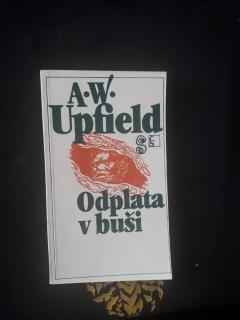 A·W·
Upfield
Odplata
v buši